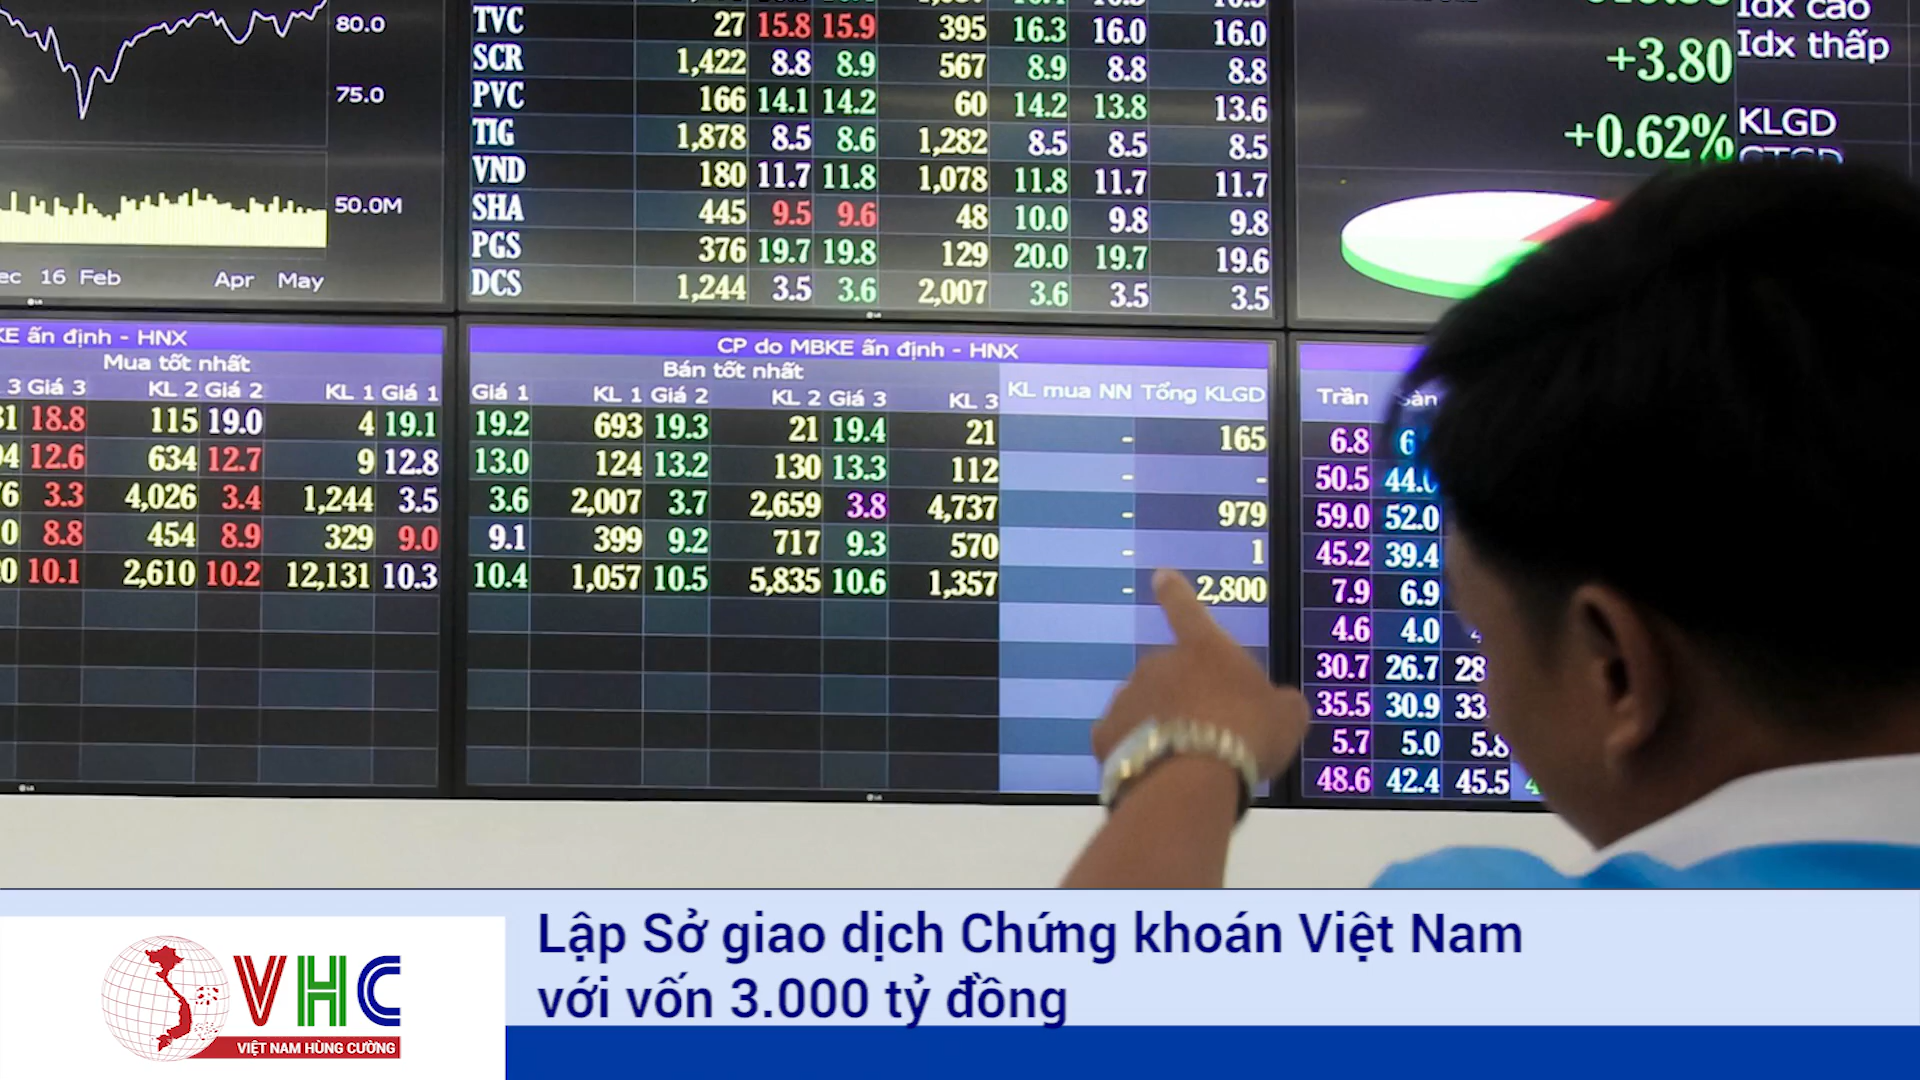 80.0
75.0
50.0M
16 Feb Apr May
TVC 27 15.8 15.9 395 16.3 16.0 16.0
SCR 1,422 8.8 8.9 567 8.9 8.8 8.8
PVC 166 14.1 14.2 60 14.2 13.8 13.6
TIG 1,878 8.5 8.6 1,282 8.5 8.5 8.5
VND 180 11.7 11.8 1,078 11.8 11.7 11.7
SHA 445 9.5 9.6 48 10.0 9.8 9.8
PGS 376 19.7 19.8 129 20.0 19.7 19.6
DCS 1,244 3.5 3.6 2,007 3.6 3.5 3.5
Idx cao
+3.80 Idx thấp
+0.62% KLGD
KE ấn định - HNX
Mua tốt nhất
3 Giá 3 KL 2 Giá 2 KL 1 Giá 1
18.8 115 19.0 4 19.1
12.6 634 12.7 9 12.8
3.3 4,026 3.4 1,244 3.5
8.8 454 8.9 329 9.0
10.1 2,610 10.2 12,131 10.3
CP do MBKE ấn định - HNX
Bán tốt nhất
Giá 1 KL 1 Giá 2 KL 2 Giá 3 KL 3 KL mua NN Tổng KLGD
19.2 693 19.3 21 19.4 21 - 165
13.0 124 13.2 130 13.3 112 - -
3.6 2,007 3.7 2,659 3.8 4,737 - 979
9.1 399 9.2 717 9.3 570 - 1
10.4 1,057 10.5 5,835 10.6 1,357 - 2,800
Trần
6.8
50.5
59.0 52.0
45.2 39.4
7.9 6.9
4.6 4.0
30.7 26.7 28
35.5 30.9 33
5.7 5.0 5.8
48.6 42.4 45.5
Lập Sở giao dịch Chứng khoán Việt Nam
với vốn 3.000 tỷ đồng
VHC
VIỆT NAM HÙNG CƯỜNG